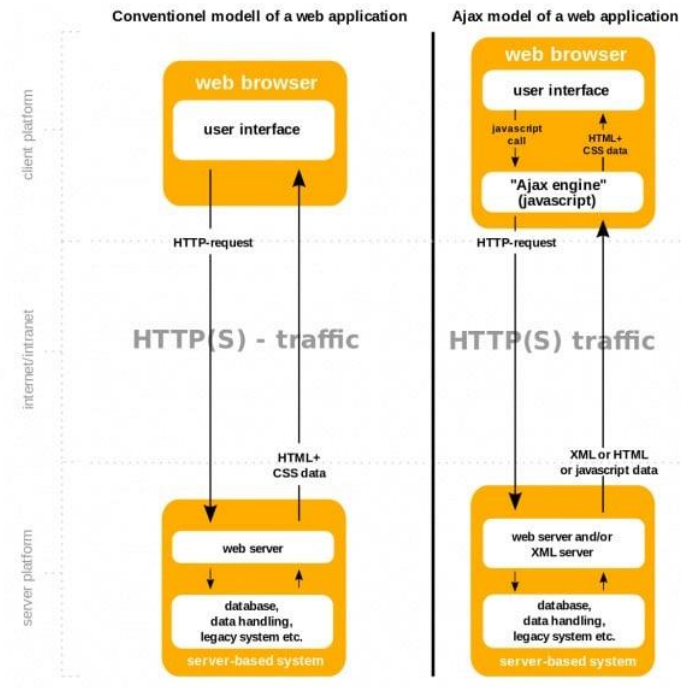 Conventionel modell of a web application
web browser
user interface
HTTP-request
HTTP(S) - traffic
HTML+
CSS data
web server
database,
data handling,
legacy system etc.
server-based system
Ajax model of a web application
web browser
user interface
javascript
call
HTML+
CSS data
"Ajax engine"
(javascript)
HTTP-request
HTTP(S) traffic
XML or HTML
or javascript data
web server and/or
XML server
database,
data handling,
legacy system etc.
server-based system
client platform
internet/intranet
server platform